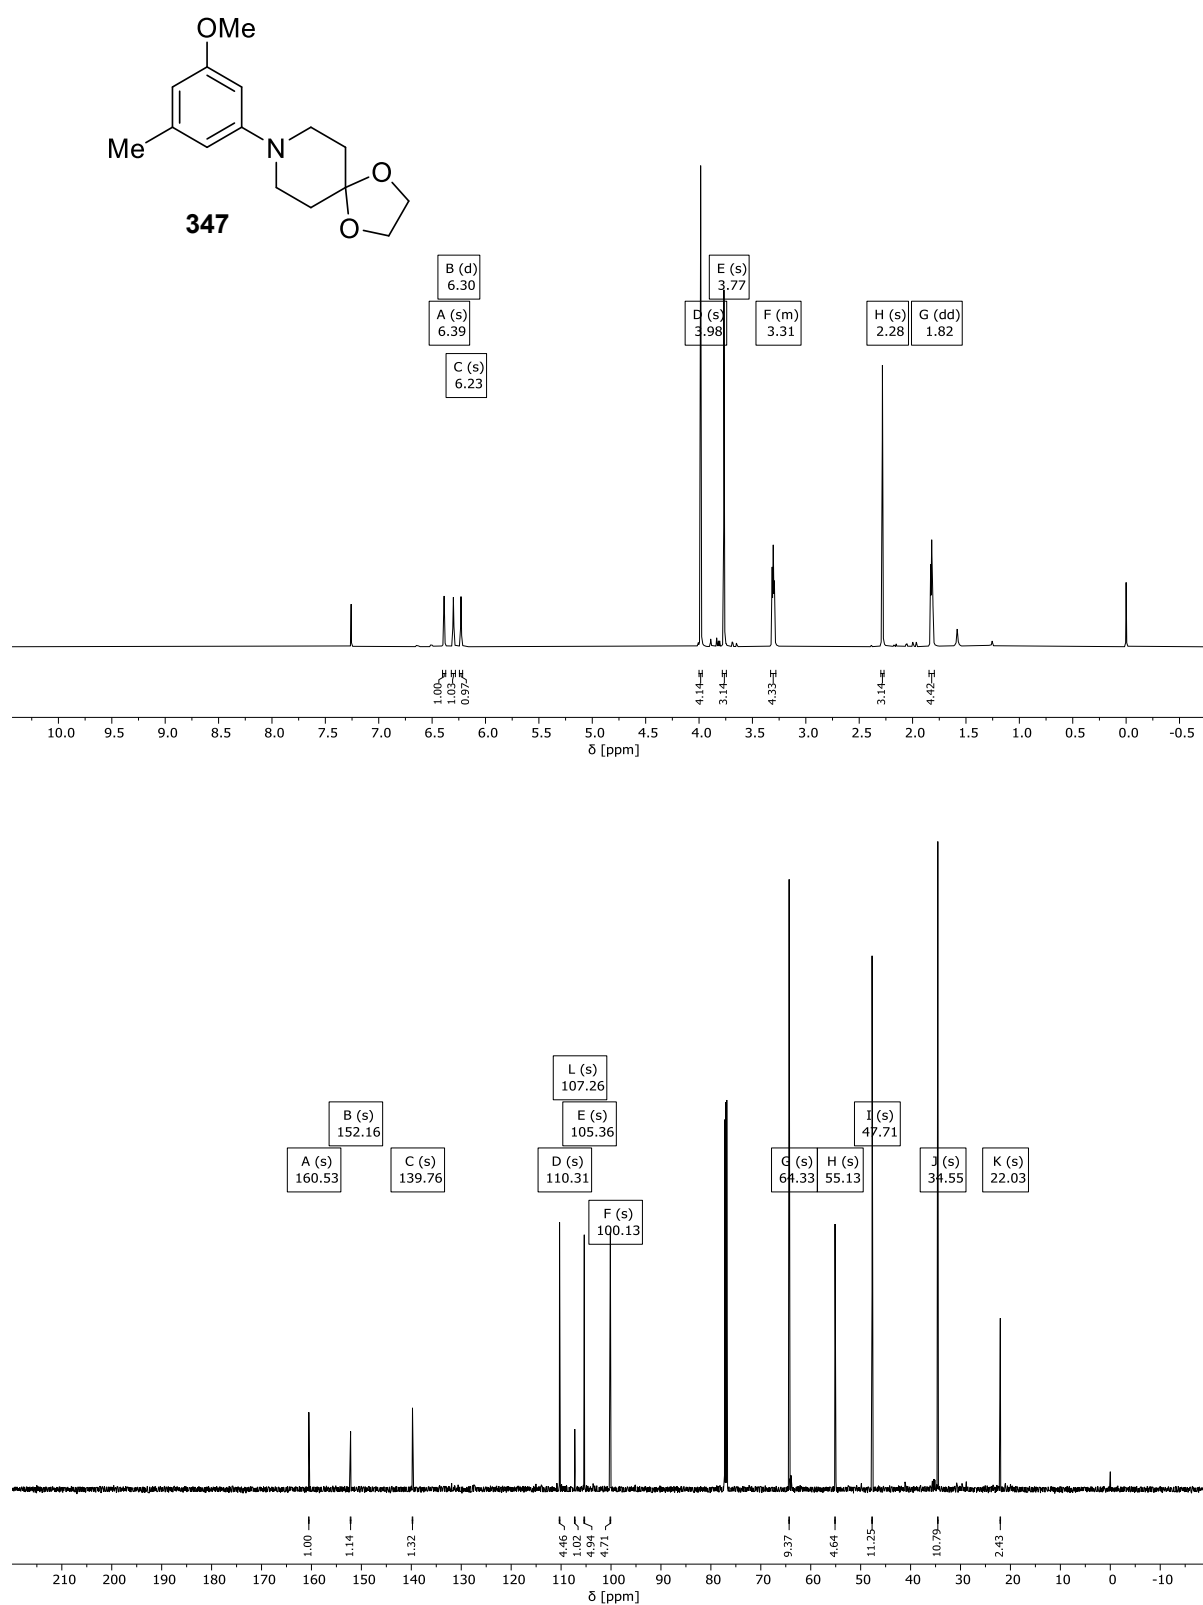 OMe
Me
N
O
O
347
B (d)
6.30
E (s)
3.77
A (s)
6.39
D (s)
3.98
F (m)
3.31
H (s)
2.28
G (dd)
1.82
C (s)
6.23
1.00
1.03
0.97
4.14
3.14
4.33
3.14
4.42
10.0 9.5 9.0 8.5 8.0 7.5 7.0 6.5 6.0 5.5 5.0 4.5 4.0 3.5 3.0 2.5 2.0 1.5 1.0 0.5 0.0 -0.5
δ [ppm]
L (s)
107.26
B (s)
152.16
E (s)
105.36
I (s)
47.71
A (s)
160.53
C (s)
139.76
D (s)
110.31
G (s)
64.33
H (s)
55.13
J (s)
34.55
K (s)
22.03
F (s)
100.13
1.00
1.14
1.32
4.46
1.02
4.94
4.71
9.37
4.64
11.25
10.79
2.43
210 200 190 180 170 160 150 140 130 120 110 100 90 80 70 60 50 40 30 20 10 0 -10
δ [ppm]